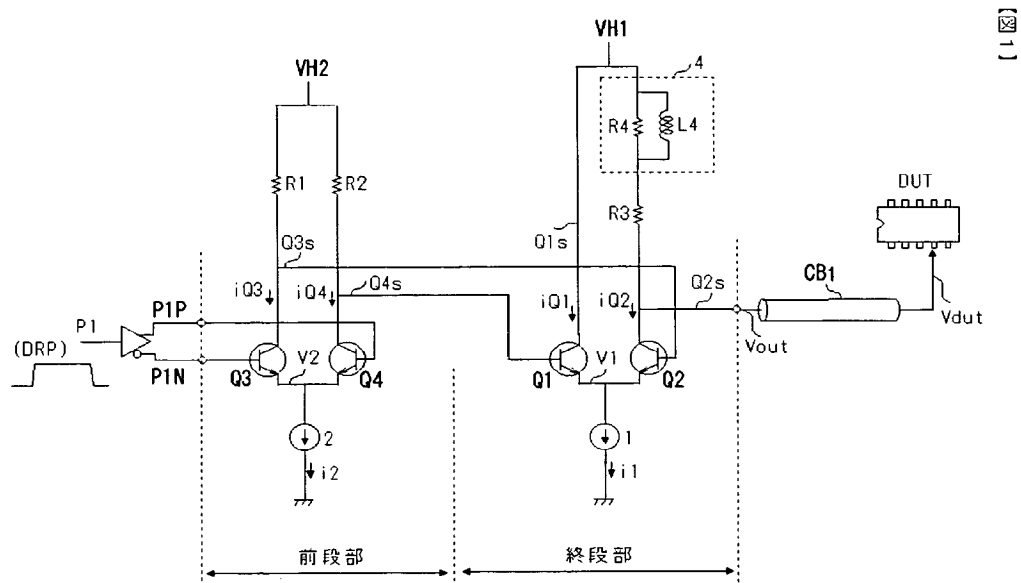 【図1】
VH1
VH2
4
R4
L4
R1
R2
R3
DUT
Q3s
Q1s
iQ3
iQ4
Q4s
iQ1
iQ2
Q2s
CB1
P1P
P1
(DRP)
P1N
V2
V1
Vout
Vdut
Q3
Q4
Q1
Q2
2
1
i2
i1
前段部
終段部